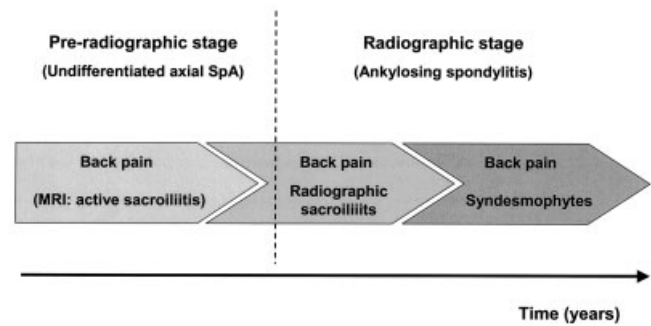 Pre-radiographic stage
(Undifferentiated axial SpA)
Radiographic stage
(Ankylosing spondylitis)
Back pain
(MRI: active sacroiliitis)
Back pain
Radiographic
sacroiliiits
Back pain
Syndesmophytes
Time (years)